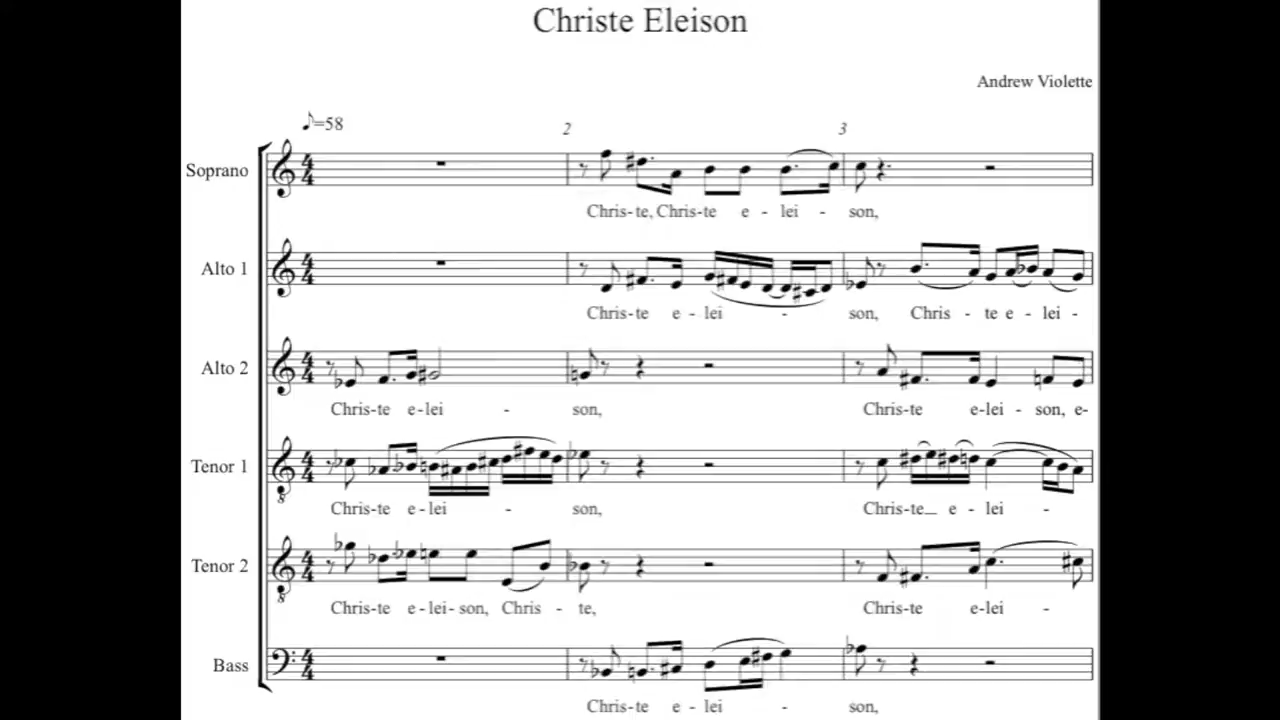 Christe Eleison
Andrew Violette
♪=58
2 3
Soprano
Chris-te, Chris-te e - lei - son,
Alto 1
Chris-te e - lei - son, Chris - te e - lei -
Alto 2
Chris-te e-lei - son, Chris-te e-lei - son, e-
Tenor 1
Chris-te e-lei - son, Chris-te_ e - lei -
Tenor 2
Chris-te e-lei-son, Chris - te, Chris-te e-lei -
Bass
Chris-te e - lei - son,